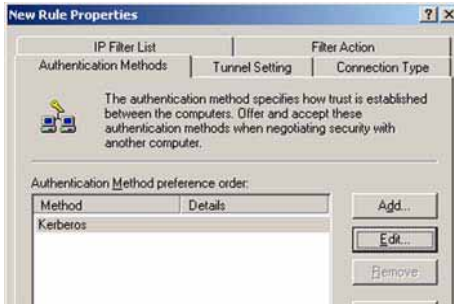 New Rule Properties
IP Filter List Filter Action
Authentication Methods Tunnel Setting Connection Type
The authentication method specifies how trust is established
between the computers. Offer and accept these
authentication methods when negotiating security with
another computer.
Authentication Method preference order:
Method Details Add...
Kerberos
Edit...
Remove